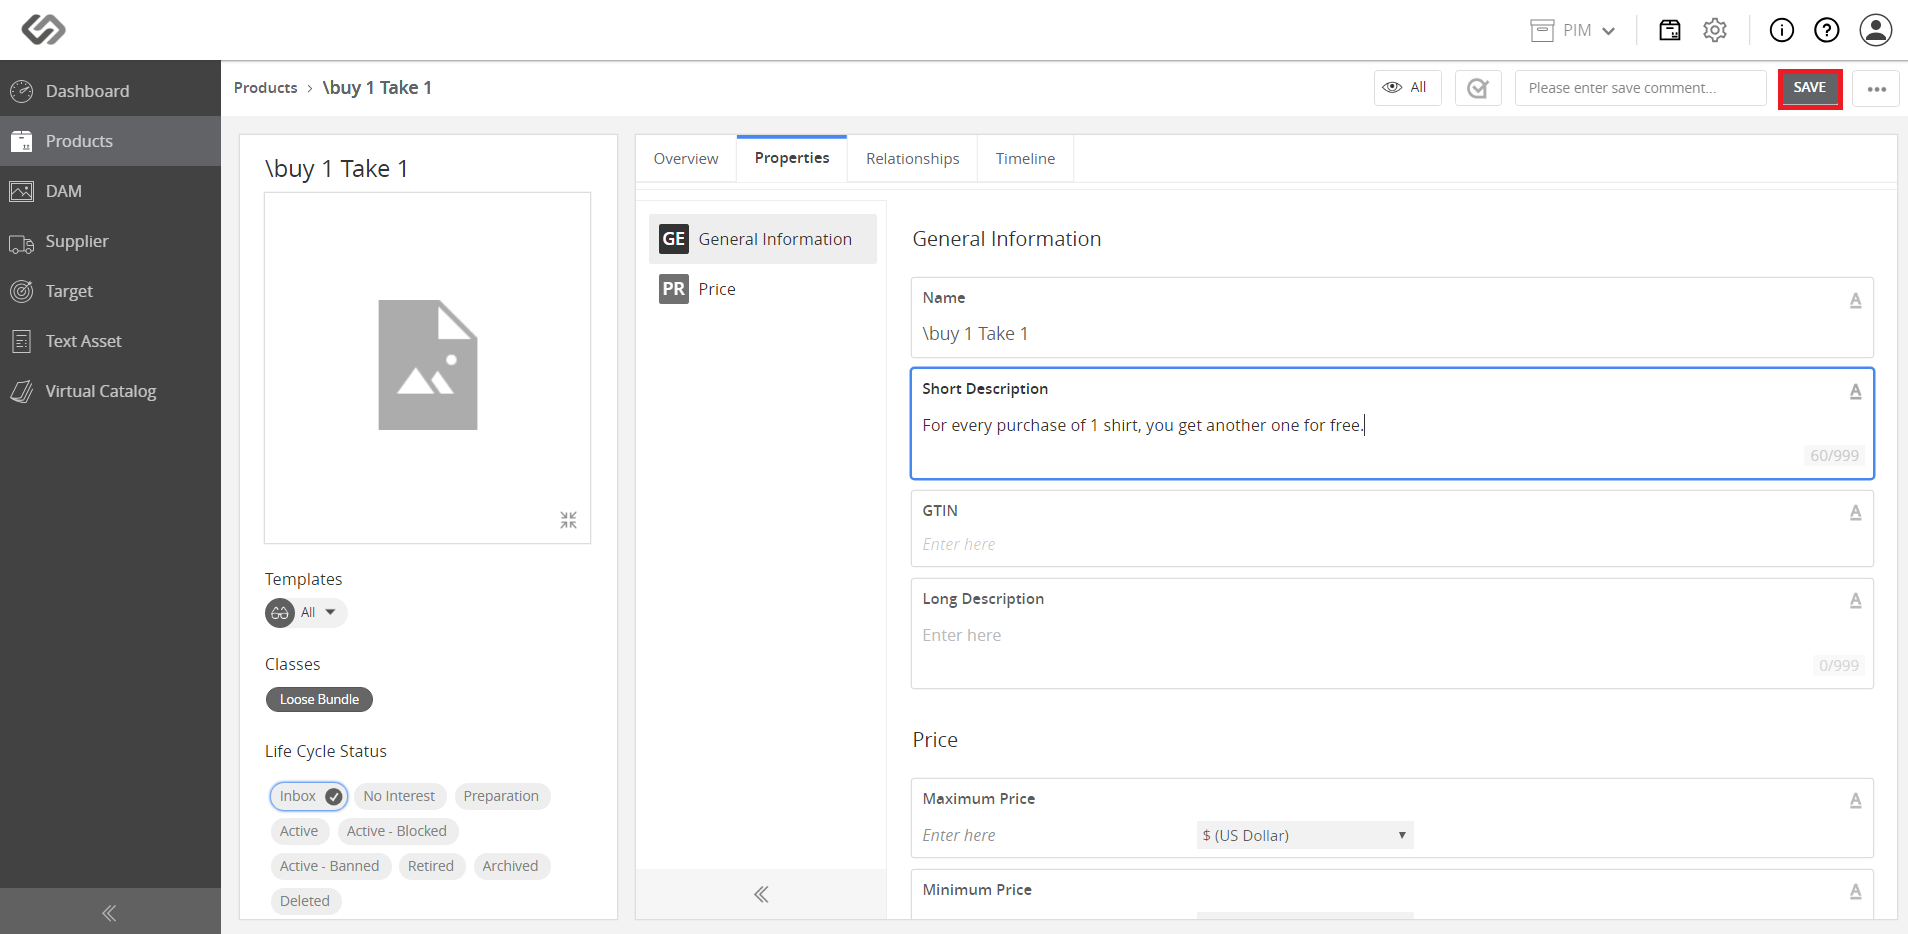 PIM
Dashboard
Products
DAM
Supplier
Target
Text Asset
Virtual Catalog
Products › \buy 1 Take 1
All
Please enter save comment...
SAVE
\buy 1 Take 1
Templates
All
Classes
Loose Bundle
Life Cycle Status
Inbox No Interest Preparation
Active Active - Blocked
Active - Banned Retired Archived
Deleted
Overview Properties Relationships Timeline
GE General Information
PR Price
General Information
Name A
\buy 1 Take 1
Short Description A
For every purchase of 1 shirt, you get another one for free.
60/999
GTIN A
Enter here
Long Description A
Enter here
0/999
Price
Maximum Price A
Enter here $ (US Dollar)
Minimum Price A